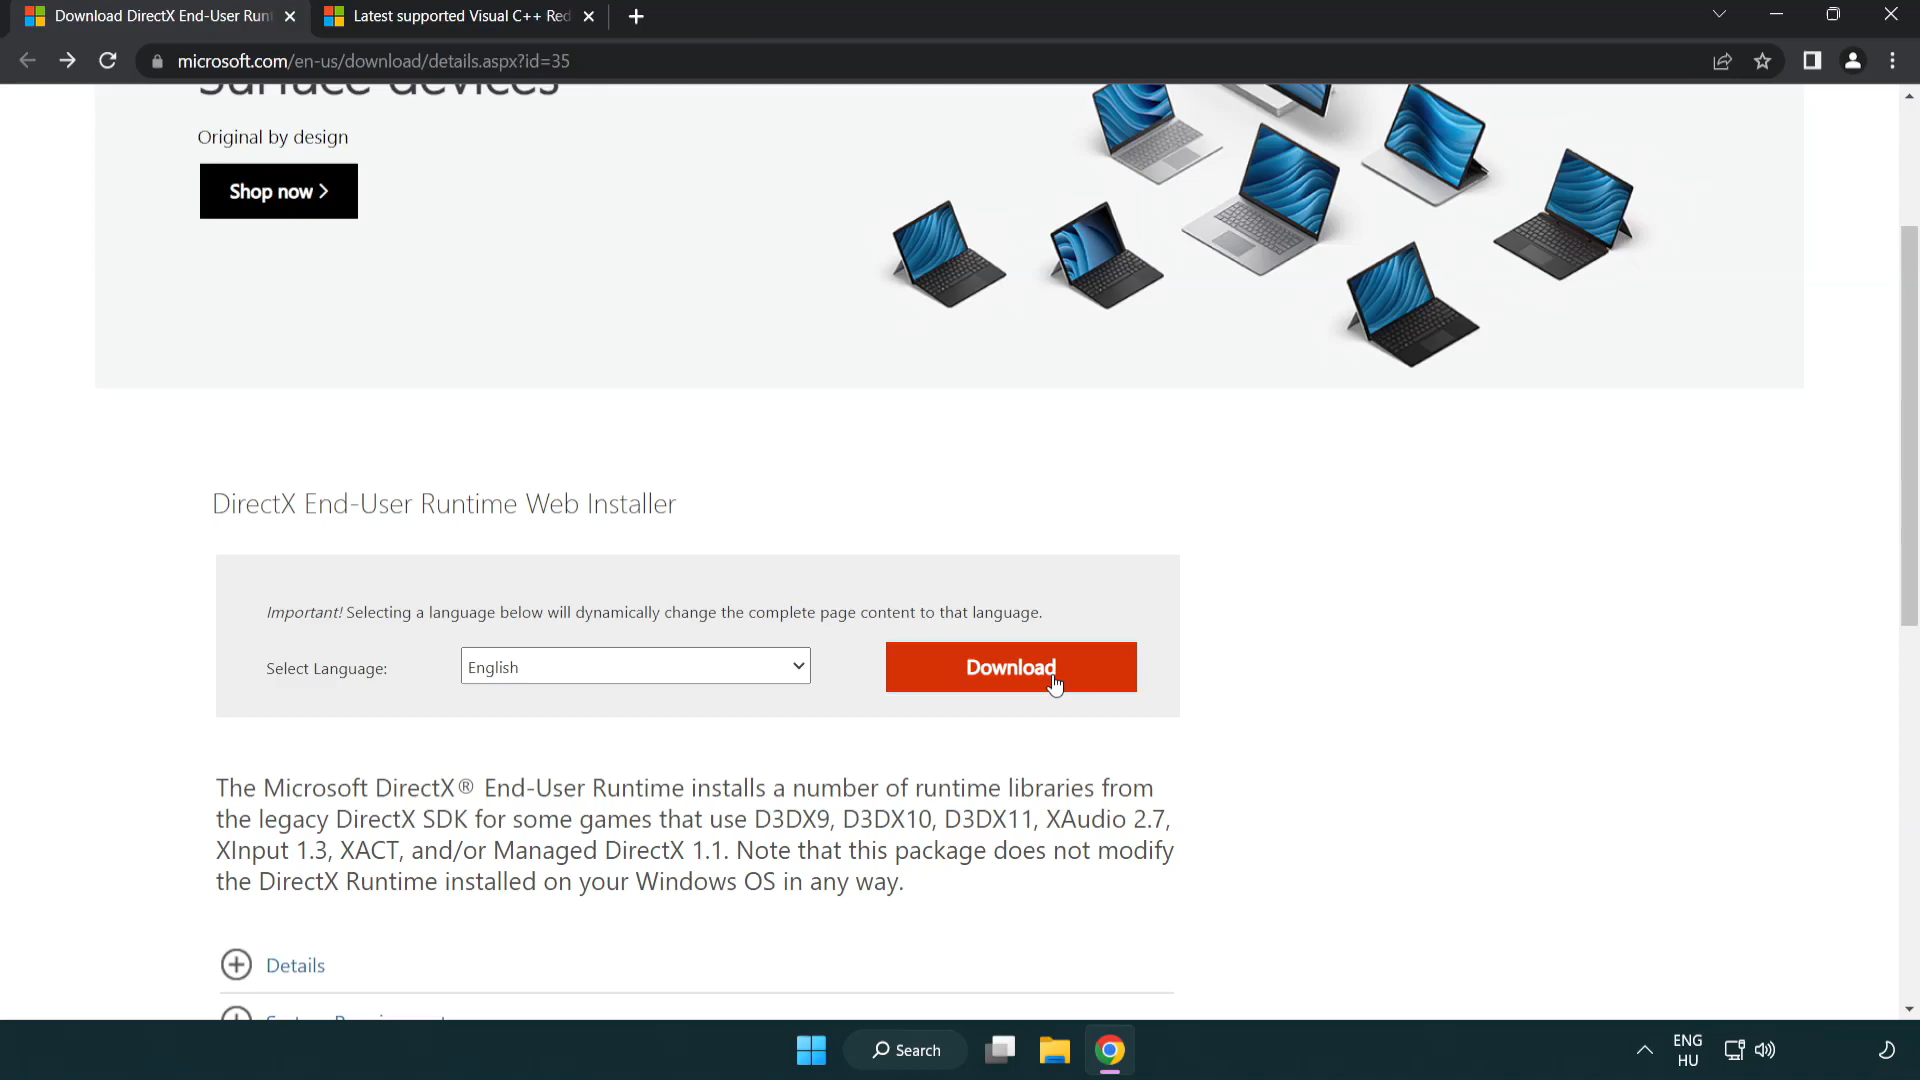 Download DirectX End-User Run
Latest supported Visual C++ Red
microsoft.com/en-us/download/details.aspx?id=35
Surface devices
Original by design
Shop now >
DirectX End-User Runtime Web Installer
Important! Selecting a language below will dynamically change the complete page content to that language.
Select Language:
English
Download
The Microsoft DirectX® End-User Runtime installs a number of runtime libraries from
the legacy DirectX SDK for some games that use D3DX9, D3DX10, D3DX11, XAudio 2.7,
XInput 1.3, XACT, and/or Managed DirectX 1.1. Note that this package does not modify
the DirectX Runtime installed on your Windows OS in any way.
Details
Search
ENG
HU